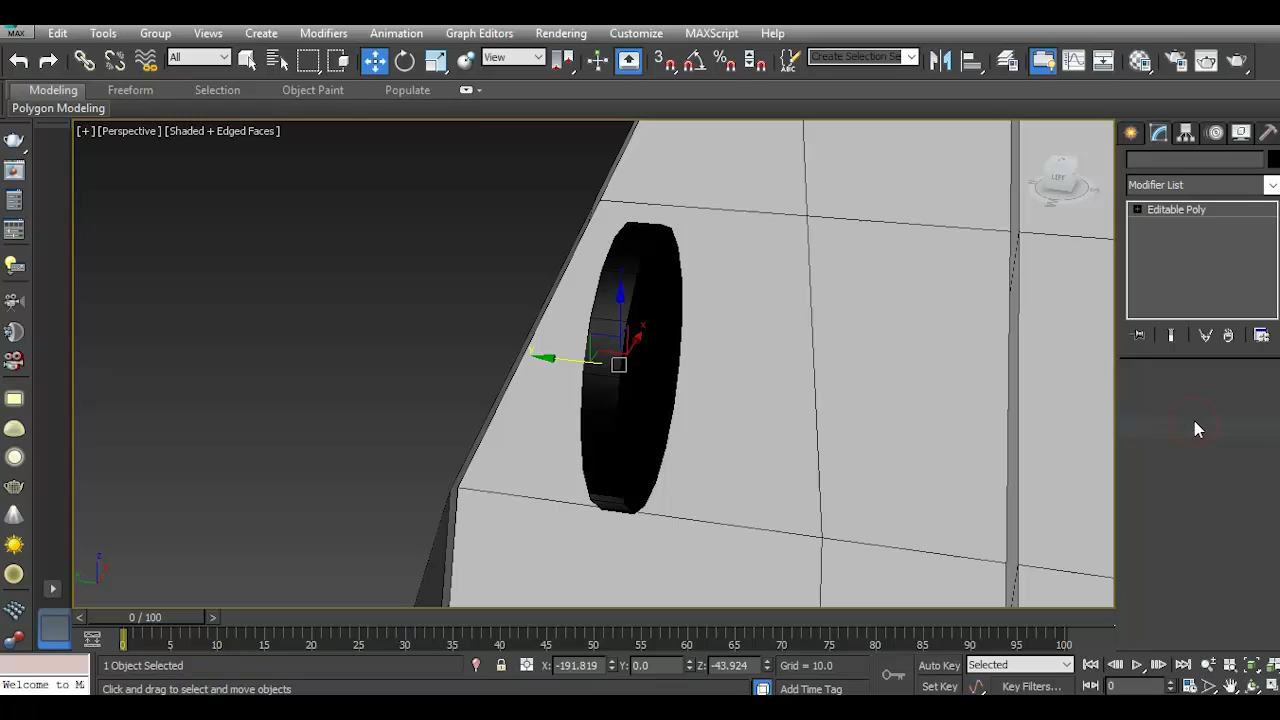 MAX Edit Tools Group Views Create Modifiers Animation Graph Editors Rendering Customize MAXScript Help
All View 3 Create Selection Se
Modeling Freeform Selection Object Paint Populate
Polygon Modeling
[+][Perspective][Shaded + Edged Faces]
LEFT
Modifier List
Editable Poly
x
z
0 / 100
0 5 10 15 20 25 30 35 40 45 50 55 60 65 70 75 80 85 90 95 100
1 Object Selected X: -191.819 Y: 0.0 Z: -43.924 Grid = 10.0 Auto Key Selected
Welcome to M Click and drag to select and move objects Add Time Tag Set Key Key Filters... 0